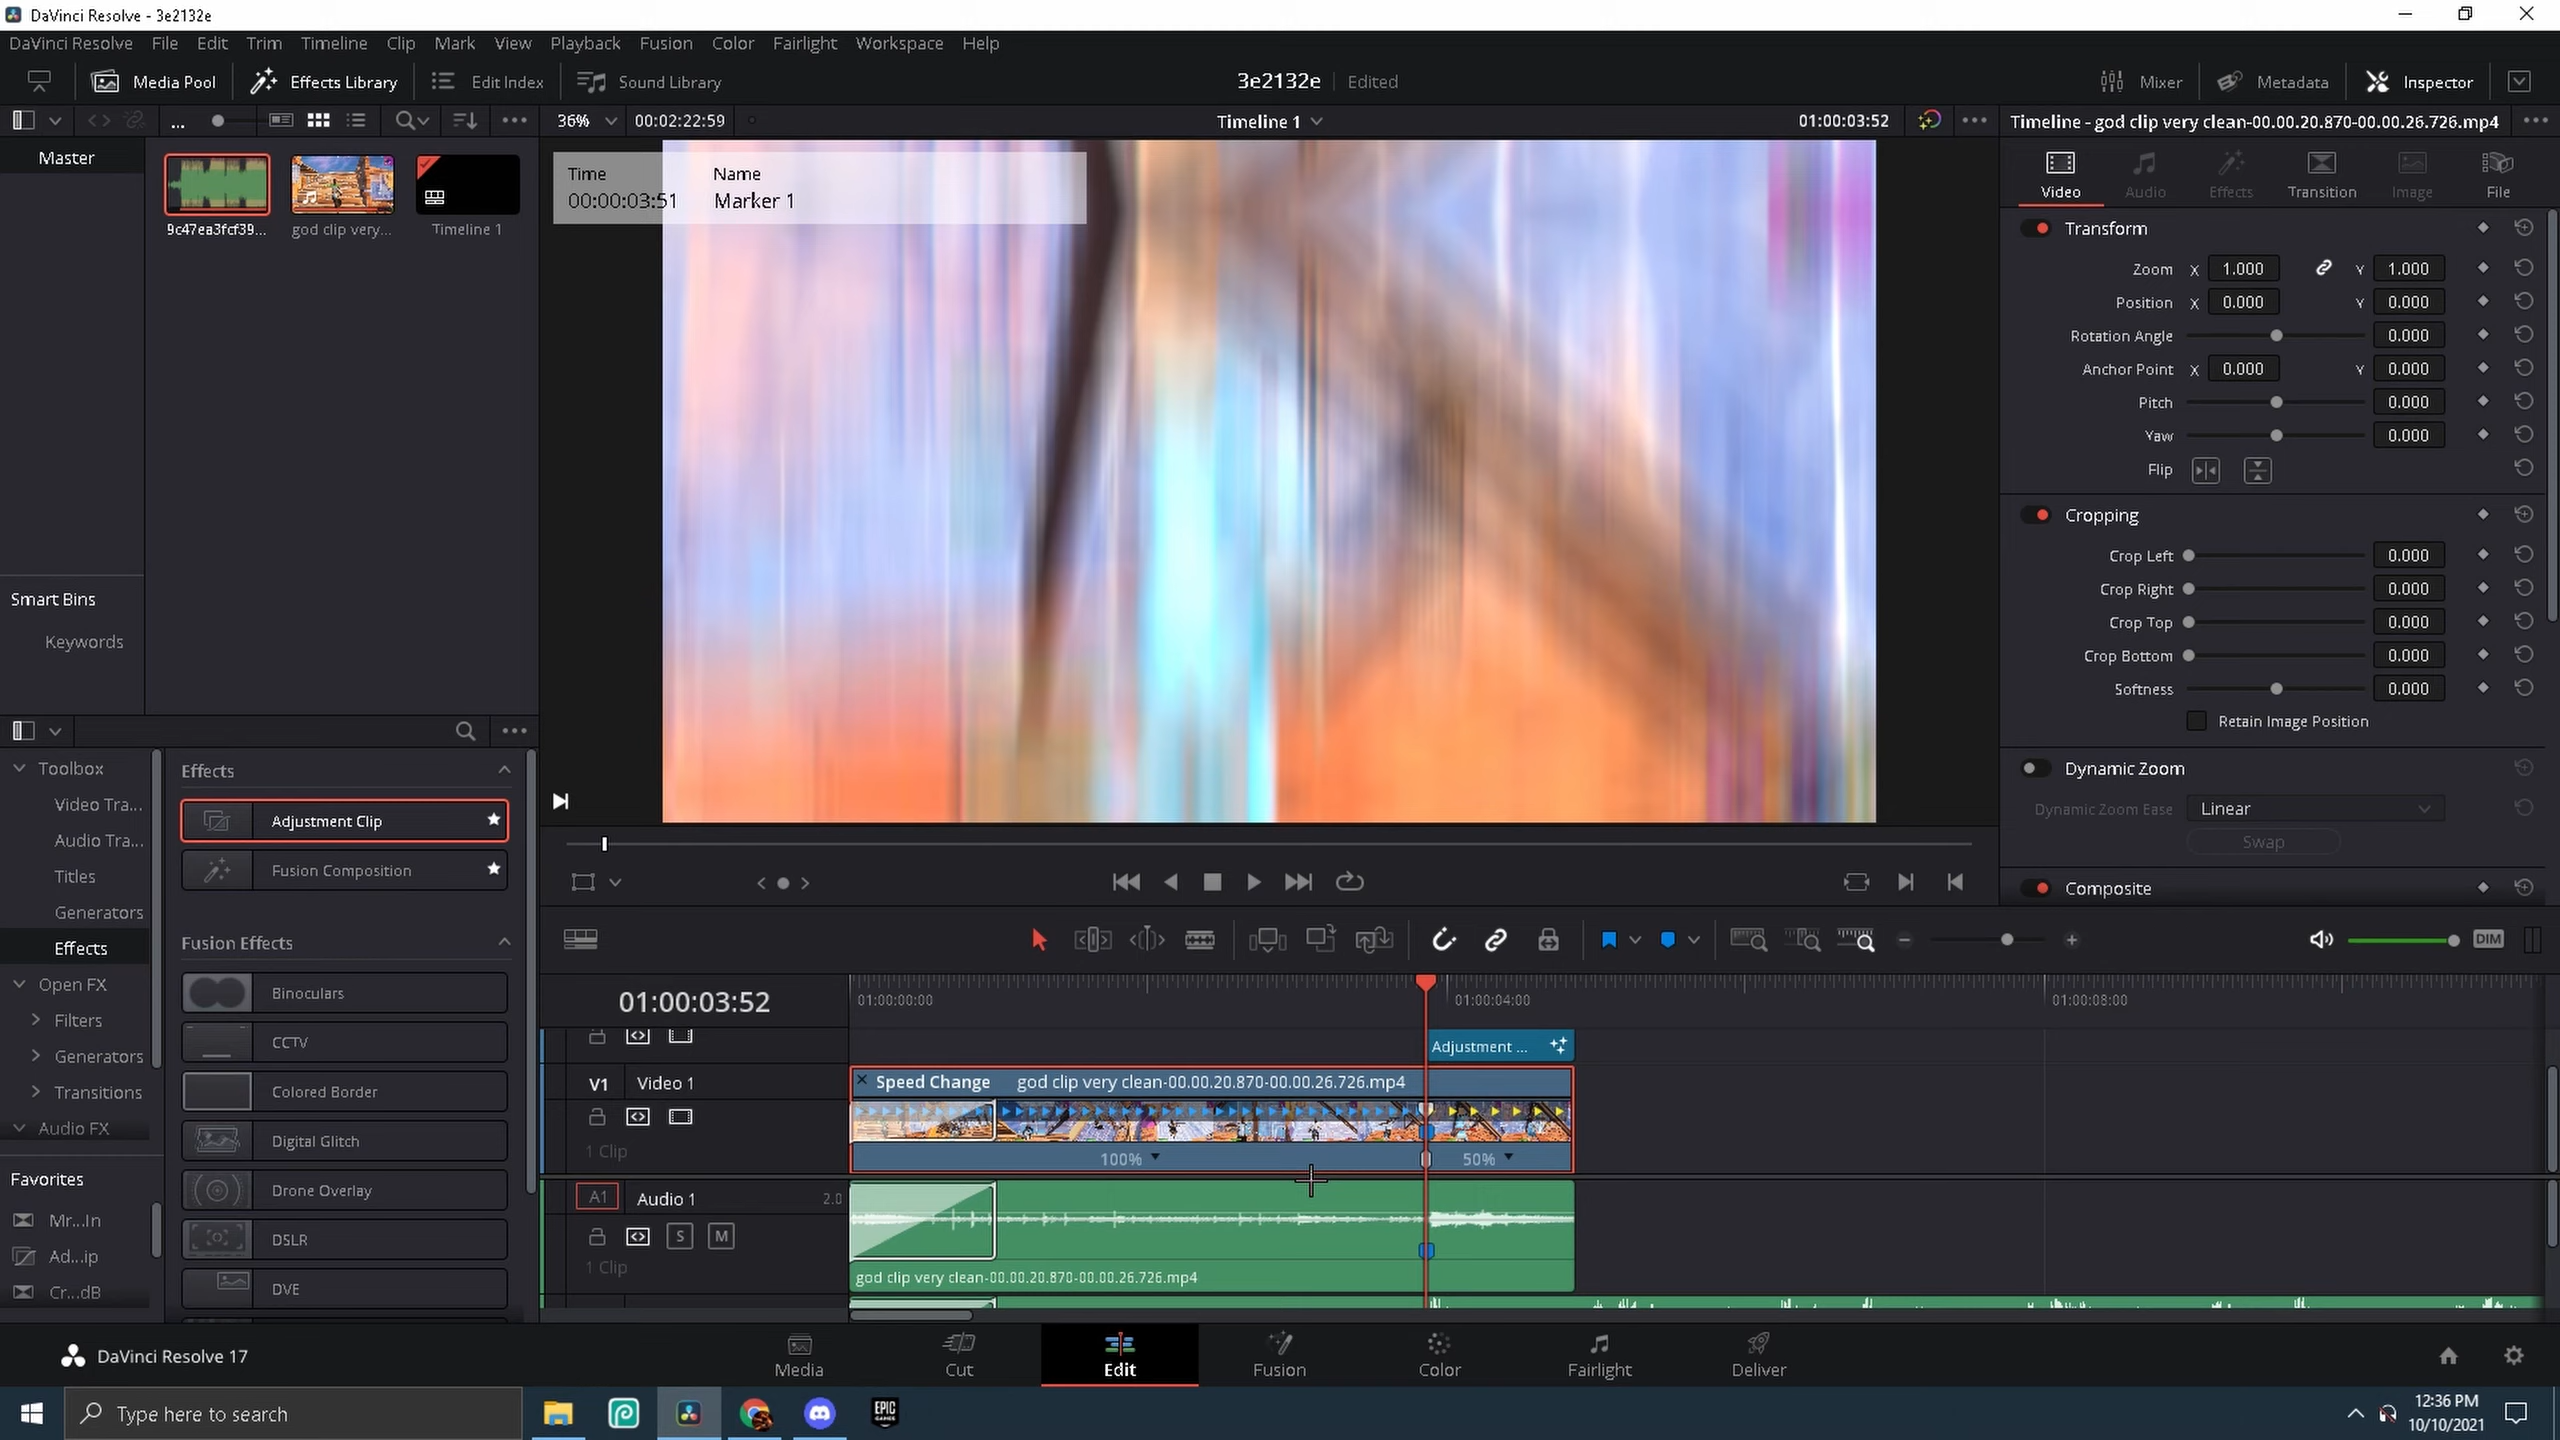 DaVinci Resolve - 3e2132e
DaVinci Resolve File Edit Trim Timeline Clip Mark View Playback Fusion Color Fairlight Workspace Help
Media Pool Effects Library Edit Index Sound Library 3e2132e Edited Mixer Metadata Inspector
... 36% 00:02:22:59 Timeline 1 01:00:03:52 Timeline - god clip very clean-00.00.20.870-00.00.26.726.mp4
Master
9c47ea3fcf39... god clip very... Timeline 1
Time Name
00:00:03:51 Marker 1
Video Audio Effects Transition Image File
Transform
Zoom X 1.000 Y 1.000
Position X 0.000 Y 0.000
Rotation Angle 0.000
Anchor Point X 0.000 Y 0.000
Pitch 0.000
Yaw 0.000
Flip
Cropping
Crop Left 0.000
Crop Right 0.000
Crop Top 0.000
Crop Bottom 0.000
Softness 0.000
Retain Image Position
Dynamic Zoom
Dynamic Zoom Ease Linear
Swap
Composite
Smart Bins
Keywords
Toolbox
Video Tra...
Audio Tra...
Titles
Generators
Effects
Open FX
Filters
Generators
Transitions
Audio FX
Favorites
Mr...In
Ad...ip
Cr...dB
Effects
Adjustment Clip
Fusion Composition
Fusion Effects
Binoculars
CCTV
Colored Border
Digital Glitch
Drone Overlay
DSLR
DVE
DIM
01:00:03:52 01:00:00:00 01:00:04:00 01:00:08:00
Adjustment ...
V1 Video 1 Speed Change god clip very clean-00.00.20.870-00.00.26.726.mp4
1 Clip 100% 50%
A1 Audio 1 2.0
S M
1 Clip god clip very clean-00.00.20.870-00.00.26.726.mp4
DaVinci Resolve 17 Media Cut Edit Fusion Color Fairlight Deliver
Type here to search EPIC GAMES 12:36 PM
10/10/2021